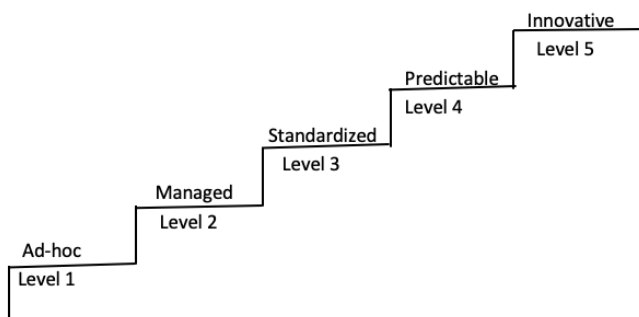 Innovative
Level 5
Predictable
Level 4
Standardized
Level 3
Managed
Level 2
Ad-hoc
Level 1